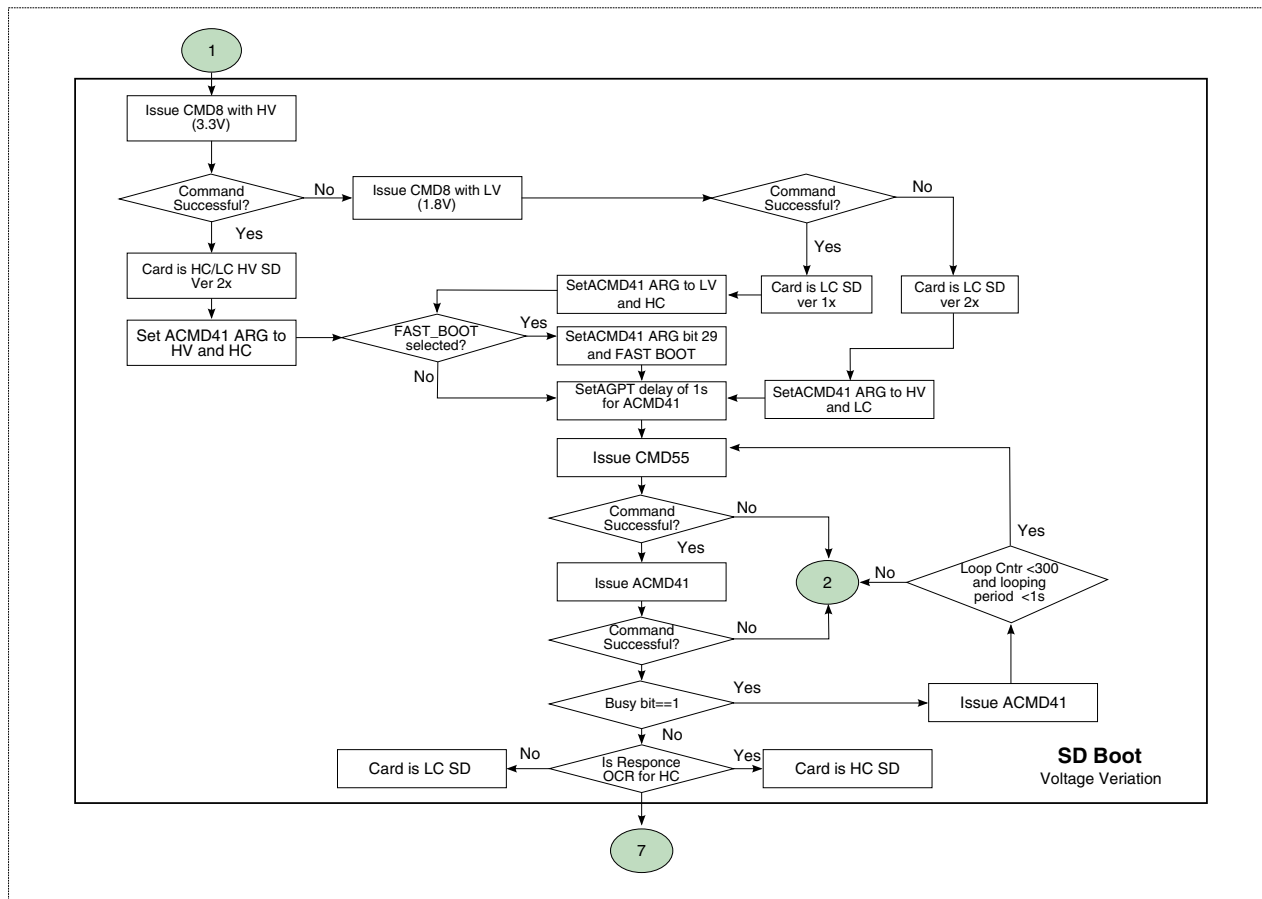 1
Issue CMD8 with HV
(3.3V)
Command
Successful?
No
Issue CMD8 with LV
(1.8V)
Command
Successful?
No
Yes
Yes
Card is HC/LC HV SD
Ver 2x
SetACMD41 ARG to LV
and HC
Card is LC SD
ver 1x
Card is LC SD
ver 2x
Set ACMD41 ARG to
HV and HC
FAST_BOOT
selected?
Yes
SetACMD41 ARG bit 29
and FAST BOOT
No
SetAGPT delay of 1s
for ACMD41
SetACMD41 ARG to HV
and LC
Issue CMD55
Command
Successful?
No
Yes
Yes
Issue ACMD41
2
No
Loop Cntr <300
and looping
period <1s
Command
Successful?
No
Busy bit==1
Yes
Issue ACMD41
No
Card is LC SD
No
Is Responce
OCR for HC
Yes
Card is HC SD
SD Boot
Voltage Veriation
7